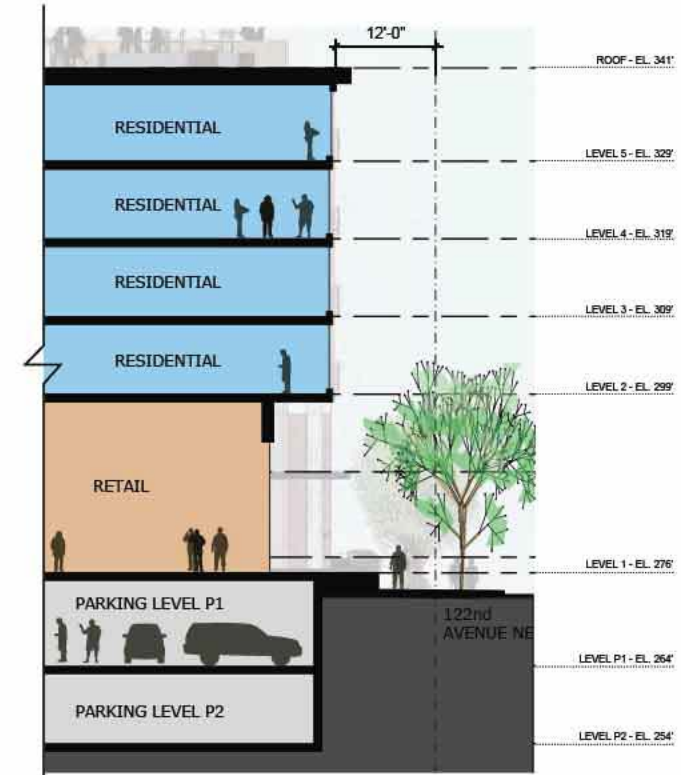 12'-0"
ROOF - EL. 341'
RESIDENTIAL
LEVEL 5 - EL. 329'
RESIDENTIAL
LEVEL 4 - EL. 319'
RESIDENTIAL
LEVEL 3 - EL. 309'
RESIDENTIAL
LEVEL 2 - EL. 299'
RETAIL
LEVEL 1 - EL. 276'
PARKING LEVEL P1
122nd
AVENUE NE
LEVEL P1 - EL. 264'
PARKING LEVEL P2
LEVEL P2 - EL. 254'